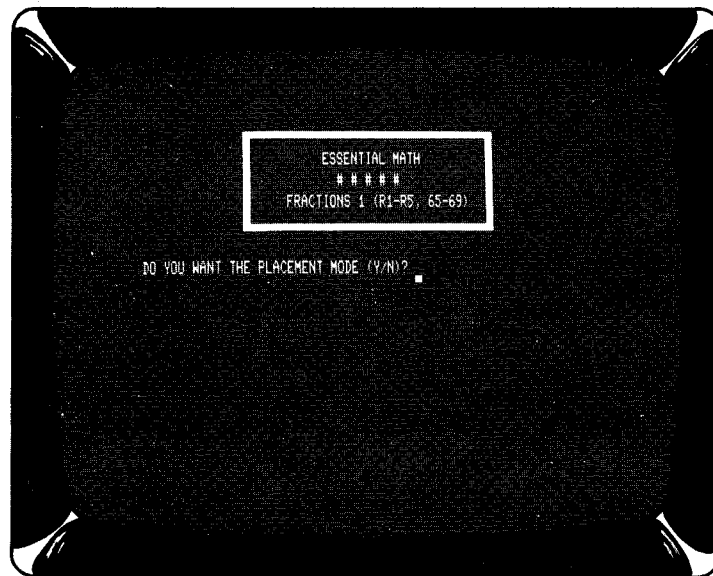 ESSENTIAL MATH
# # # # #
FRACTIONS 1 (R1-R5, 65-69)
DO YOU WANT THE PLACEMENT MODE (Y/N)?